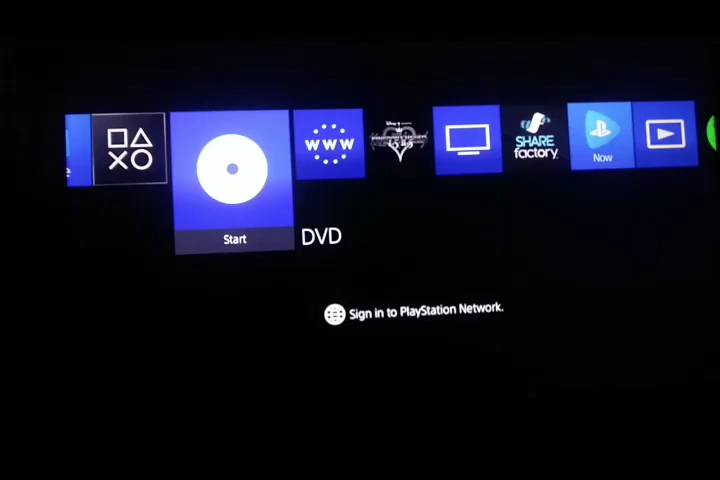 WWW
SHARE
factory
Now
Start
DVD
Sign in to PlayStation Network.